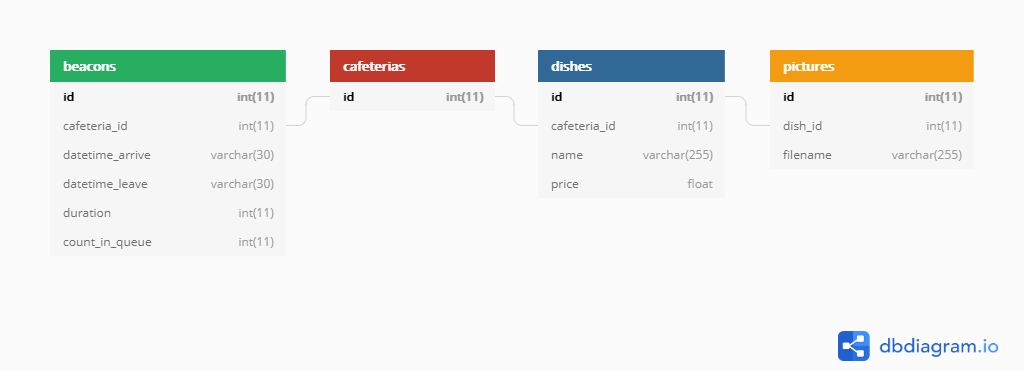 beacons
id int(11)
cafeteria_id int(11)
datetime_arrive varchar(30)
datetime_leave varchar(30)
duration int(11)
count_in_queue int(11)
cafeterias
id int(11)
dishes
id int(11)
cafeteria_id int(11)
name varchar(255)
price float
pictures
id int(11)
dish_id int(11)
filename varchar(255)
dbdiagram.io